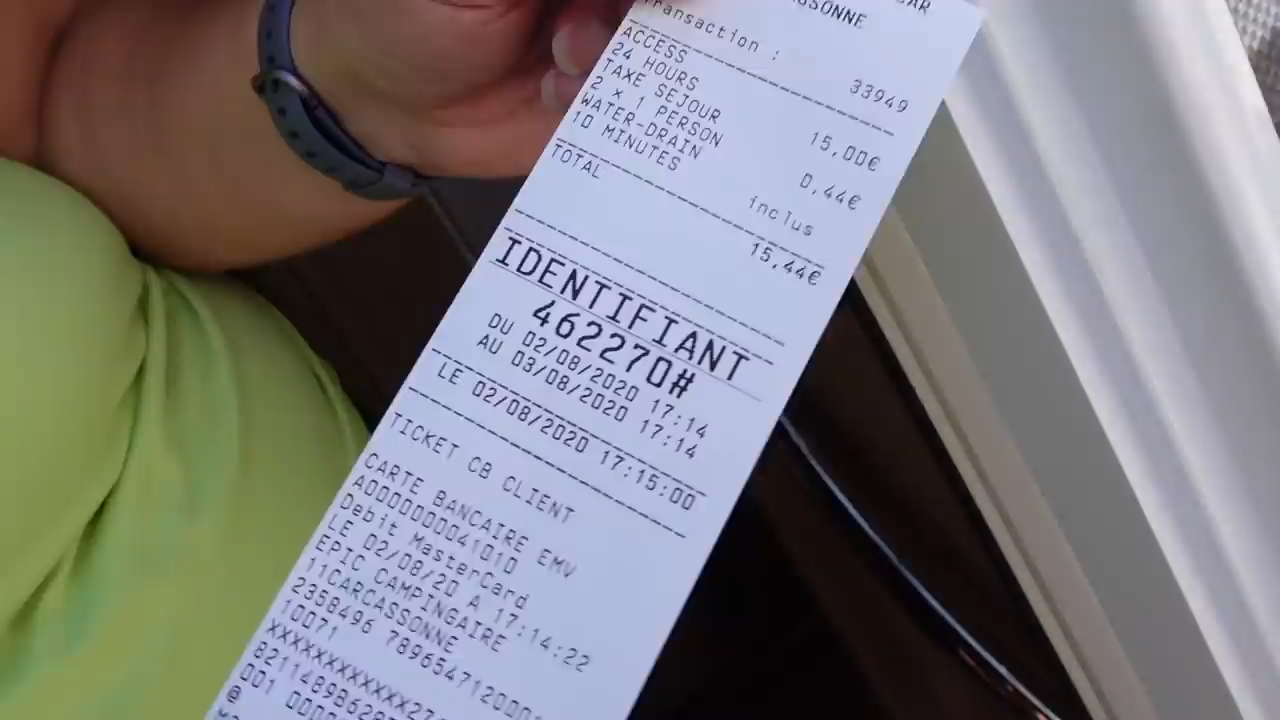 CAR
SSONNE
Transaction : 33949
ACCESS
24 HOURS 15,00€
TAXE SEJOUR
2 x 1 PERSON 0,44€
WATER-DRAIN
10 MINUTES inclus
TOTAL 15,44€
IDENTIFIANT
462270#
DU 02/08/2020 17:14
AU 03/08/2020 17:14
LE 02/08/2020 17:15:00
TICKET CB CLIENT
CARTE BANCAIRE EMV
A0000000041010
Debit MasterCard
LE 02/08/20 A 17:14:22
EPIC CAMPINGAIRE
11CARCASSONNE
2358496 7896547120001
10071
@